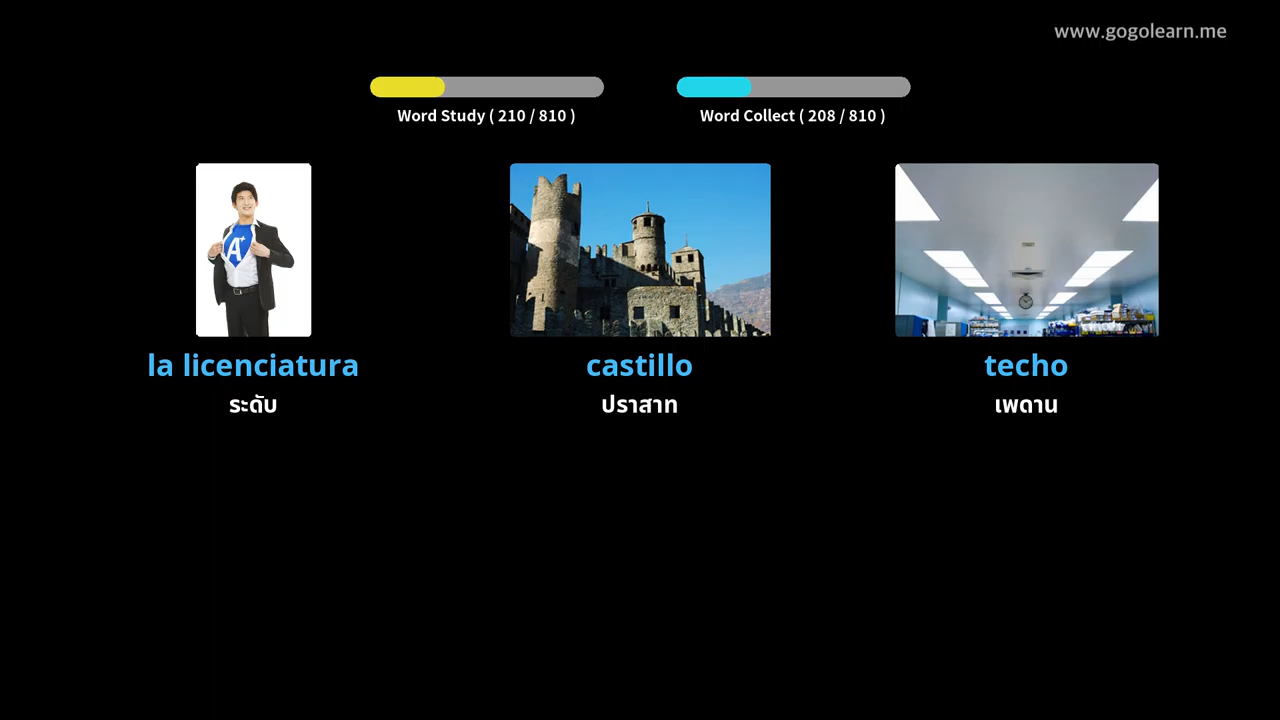 www.gogolearn.me
Word Study ( 210 / 810 )
Word Collect ( 208 / 810 )
A+
la licenciatura
ระดับ
castillo
ปราสาท
techo
เพดาน